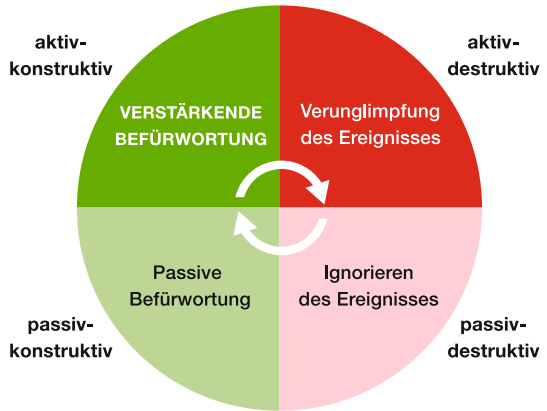 aktiv-
konstruktiv
aktiv-
destruktiv
VERSTÄRKENDE
BEFÜRWORTUNG
Verunglimpfung
des Ereignisses
Passive
Befürwortung
Ignorieren
des Ereignisses
passiv-
konstruktiv
passiv-
destruktiv